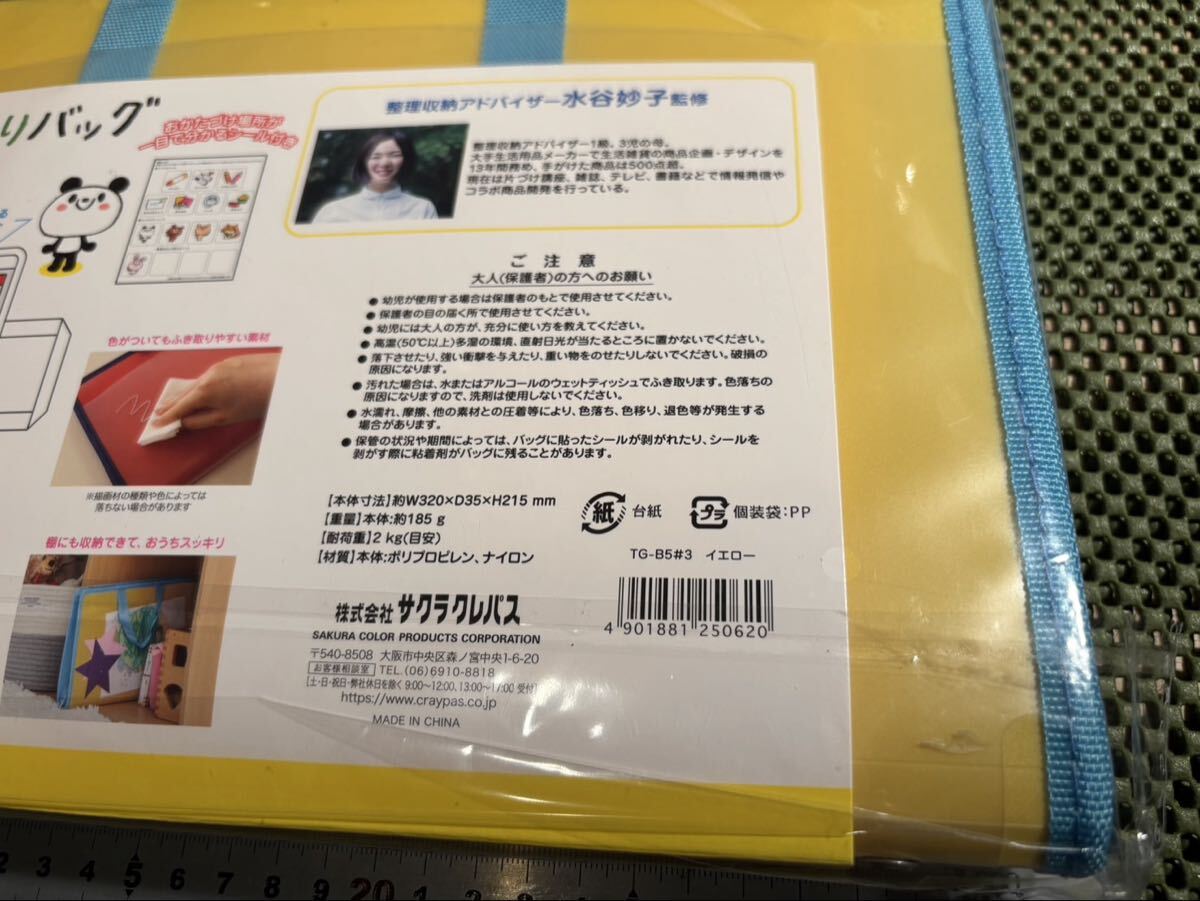 りバッグ
おかたづけ場所が
一目で分かるシール付き
整理収納アドバイザー水谷妙子監修
整理収納アドバイザー1級。3児の母。
大手生活用品メーカーで生活雑貨の商品企画・デザインを
13年間務め、手がけた商品は500点超。
現在は片づけ講座、雑誌、テレビ、書籍などで情報発信や
コラボ商品開発を行っている。
ご注意
大人(保護者)の方へのお願い
●幼児が使用する場合は保護者のもとで使用させてください。
●保護者の目の届く所で使用させてください。
●幼児には大人の方が、充分に使い方を教えてください。
●高温(50℃以上)多湿の環境、直射日光が当たるところに置かないでください。
●落下させたり、強い衝撃を与えたり、重い物をのせたりしないでください。破損の
原因になります。
●汚れた場合は、水またはアルコールのウェットティッシュでふき取ります。色落ちの
原因になりますので、洗剤は使用しないでください。
●水濡れ、摩擦、他の素材との圧着等により、色落ち、色移り、退色等が発生する
場合があります。
●保管の状況や期間によっては、バッグに貼ったシールが剥がれたり、シールを
剥がす際に粘着剤がバッグに残ることがあります。
色がついてもふき取りやすい素材
※描画材の種類や色によっては
落ちない場合があります
棚にも収納できて、おうちスッキリ
【本体寸法】約W320×D35×H215 mm
【重量】本体:約185 g
【耐荷重】2 kg(目安)
【材質】本体:ポリプロピレン、ナイロン
紙 台紙
プラ 個装袋:PP
TG-B5#3 イエロー
4 901881 250620
株式会社 サクラクレパス
SAKURA COLOR PRODUCTS CORPORATION
〒540-8508 大阪市中央区森ノ宮中央1-6-20
お客様相談室 TEL.(06)6910-8818
[土・日・祝日・弊社休日を除く 9:00〜12:00、13:00〜17:00 受付]
https://www.craypas.co.jp
MADE IN CHINA
2 3 4 5 6 7 8 9 20